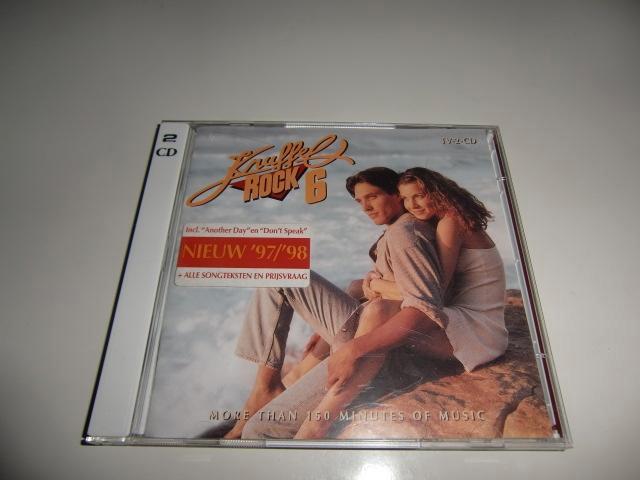 2
CD
TV-2-CD
Knuffel
ROCK 6
Incl. "Another Day" en "Don't Speak"
NIEUW '97/'98
+ ALLE SONGTEKSTEN EN PRIJSVRAAG
MORE THAN 150 MINUTES OF MUSIC